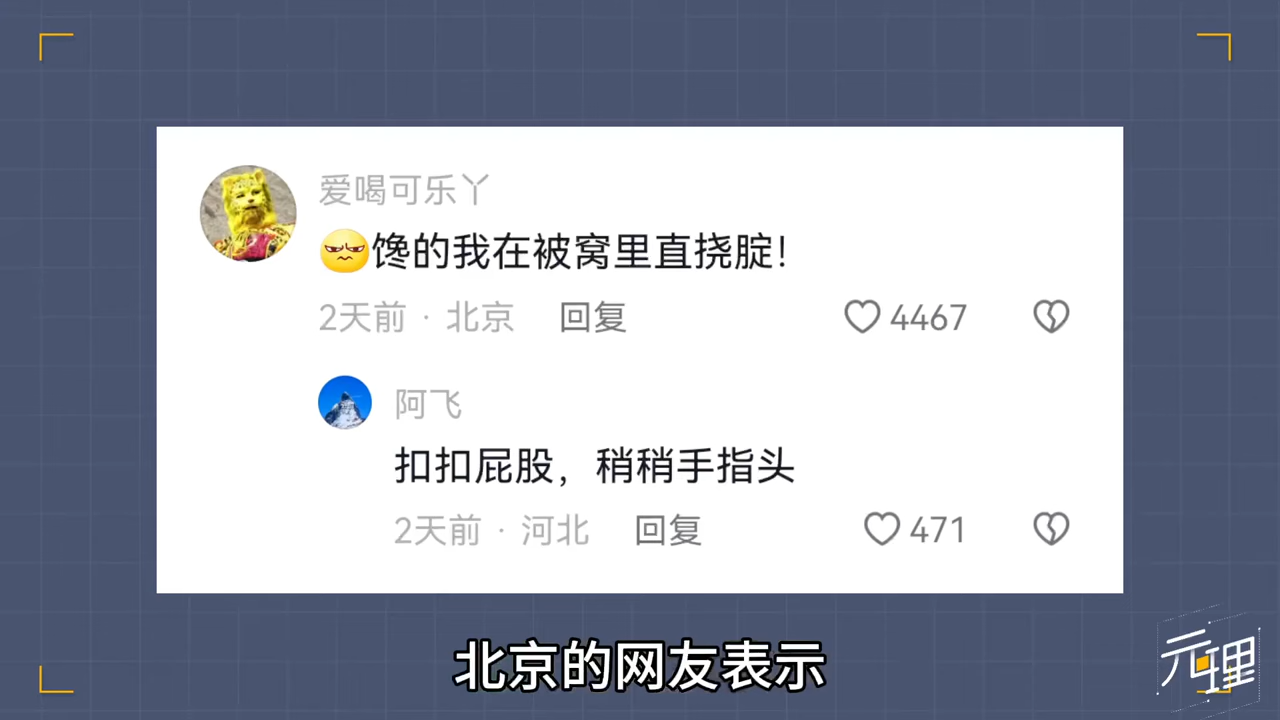 爱喝可乐丫
馋的我在被窝里直挠腚！
2天前 · 北京 回复 4467
阿飞
扣扣屁股，稍稍手指头
2天前 · 河北 回复 471
北京的网友表示
元理